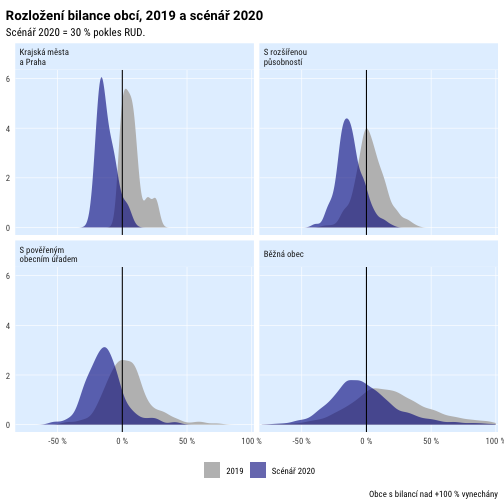 Rozložení bilance obcí, 2019 a scénář 2020
Scénář 2020 = 30 % pokles RUD.
Krajská města
a Praha
S rozšířenou
působností
6
4
2
0
S pověřeným
obecním úřadem
Běžná obec
6
4
2
0
-50 %
0 %
50 %
100 %
-50 %
0 %
50 %
100 %
2019
Scénář 2020
Obce s bilancí nad +100 % vynechány